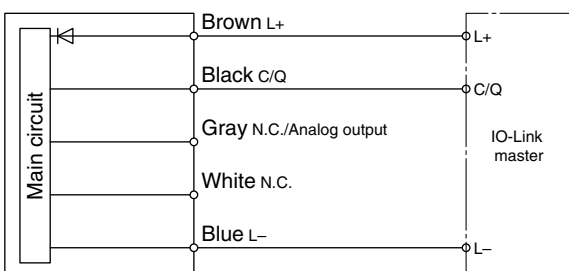 Brown L+
L+
Black C/Q
C/Q
Gray N.C./Analog output
IO-Link
master
Main circuit
White N.C.
Blue L–
L–